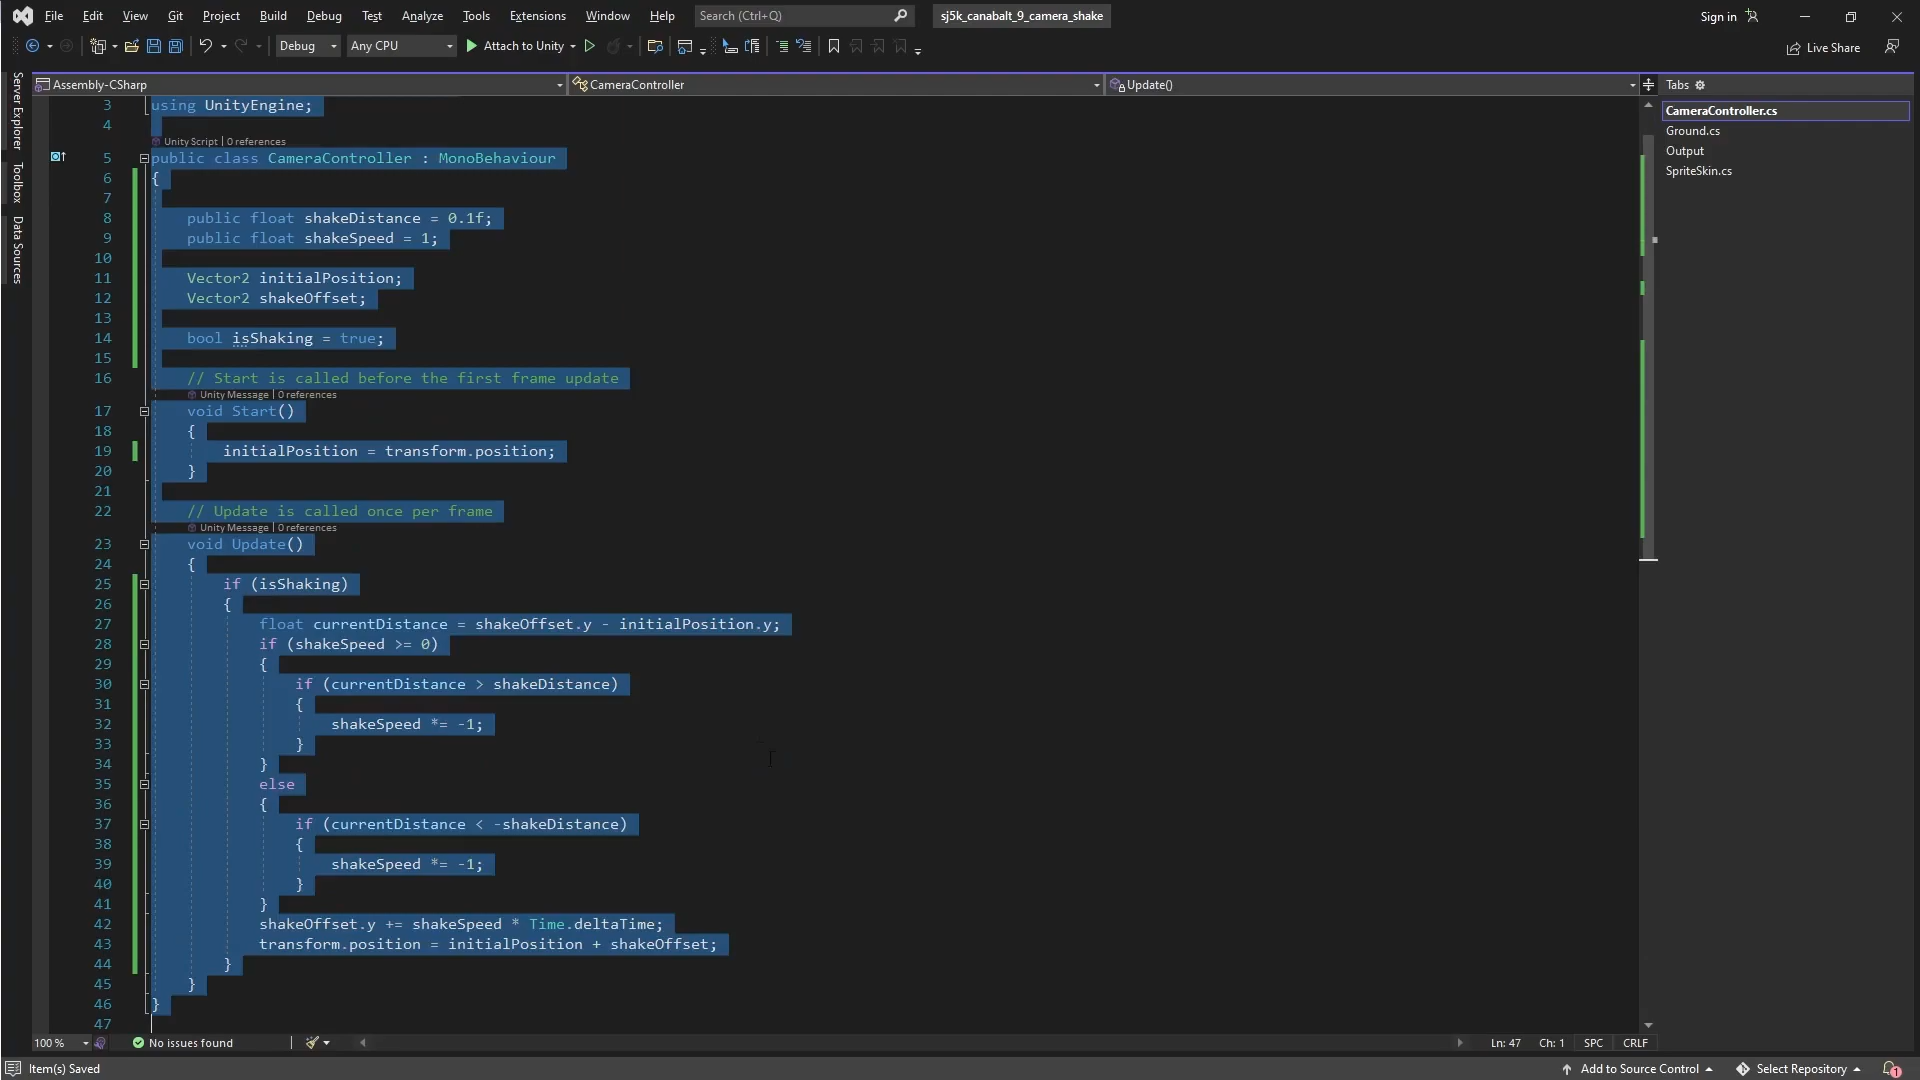 File Edit View Git Project Build Debug Test Analyze Tools Extensions Window Help Search (Ctrl+Q) sj5k_canabalt_9_camera_shake Sign in
Debug Any CPU Attach to Unity Live Share
Server Explorer
Toolbox
Data Sources
Assembly-CSharp CameraController Update() Tabs
CameraController.cs
Ground.cs
Output
SpriteSkin.cs
3 using UnityEngine;
4
Unity Script | 0 references
5 public class CameraController : MonoBehaviour
6 {
7
8 public float shakeDistance = 0.1f;
9 public float shakeSpeed = 1;
10
11 Vector2 initialPosition;
12 Vector2 shakeOffset;
13
14 bool isShaking = true;
15
16 // Start is called before the first frame update
Unity Message | 0 references
17 void Start()
18 {
19 initialPosition = transform.position;
20 }
21
22 // Update is called once per frame
Unity Message | 0 references
23 void Update()
24 {
25 if (isShaking)
26 {
27 float currentDistance = shakeOffset.y - initialPosition.y;
28 if (shakeSpeed >= 0)
29 {
30 if (currentDistance > shakeDistance)
31 {
32 shakeSpeed *= -1;
33 }
34 }
35 else
36 {
37 if (currentDistance < -shakeDistance)
38 {
39 shakeSpeed *= -1;
40 }
41 }
42 shakeOffset.y += shakeSpeed * Time.deltaTime;
43 transform.position = initialPosition + shakeOffset;
44 }
45 }
46 }
47
100 % No issues found Ln: 47 Ch: 1 SPC CRLF
Item(s) Saved Add to Source Control Select Repository 1